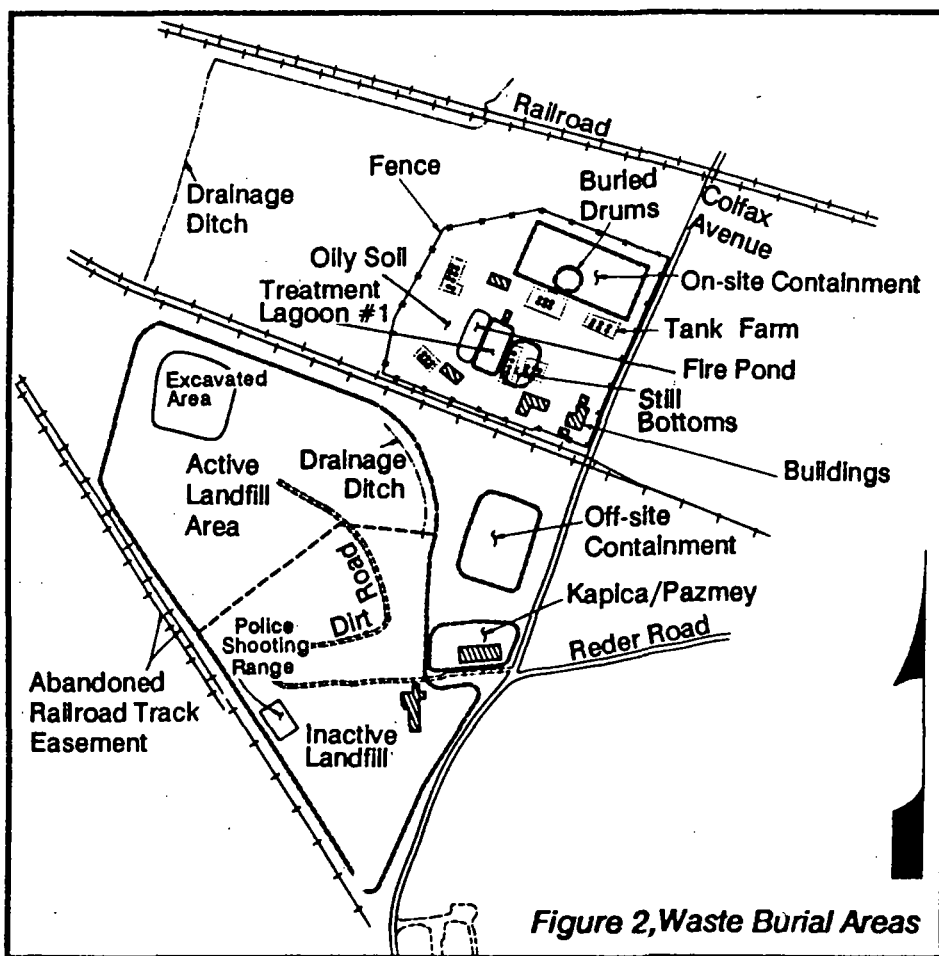 Railroad
Fence
Buried
Drums
Colfax
Avenue
Drainage
Ditch
Oily Soil
Treatment
Lagoon #1
On-site Containment
Tank Farm
Fire Pond
Still
Bottoms
Buildings
Excavated
Area
Active
Landfill
Area
Drainage
Ditch
Off-site
Containment
Dirt Road
Kapica/Pazmey
Reder Road
Police
Shooting
Range
Abandoned
Railroad Track
Easement
Inactive
Landfill
Figure 2,Waste Burial Areas